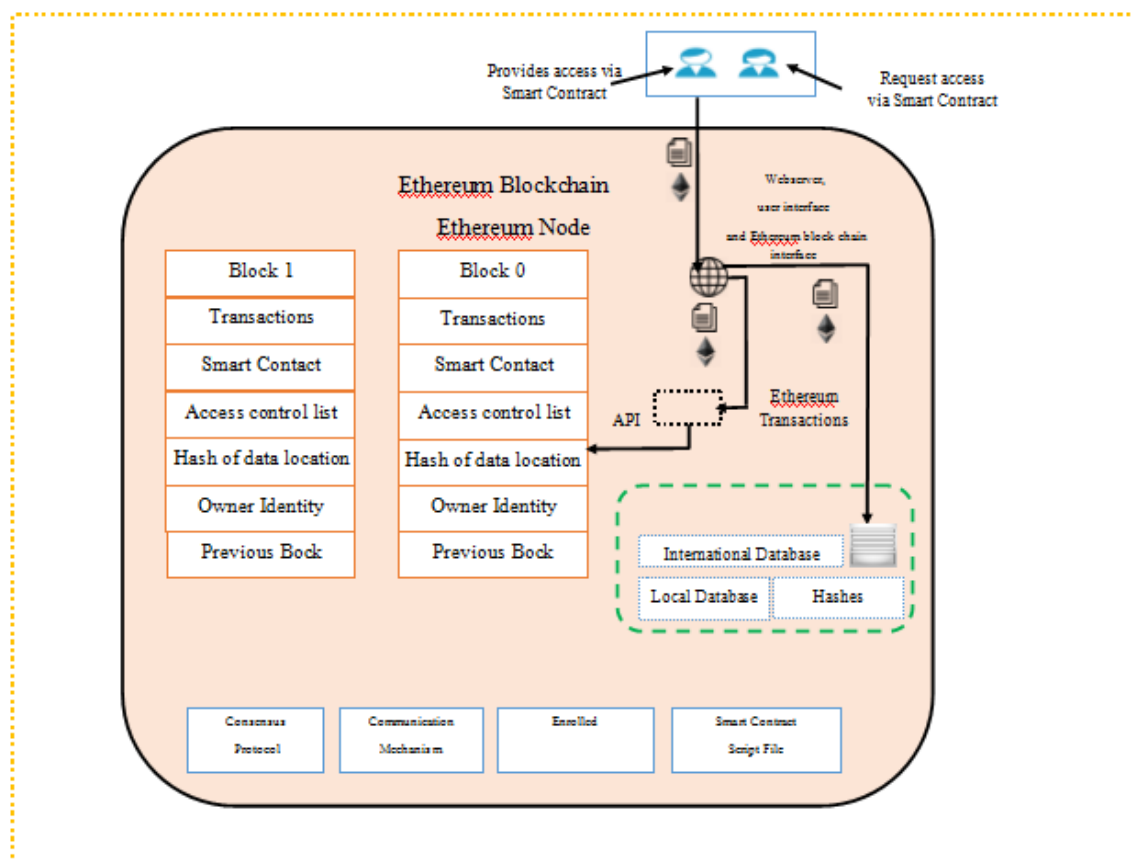 Provides access via
Smart Contract
Request access
via Smart Contract
Ethereum Blockchain
Ethereum Node
Webserver,
user interface
and Ethereum block chain
interface
Block 1
Transactions
Smart Contact
Access control list
Hash of data location
Owner Identity
Previous Bock
Block 0
Transactions
Smart Contact
Access control list
Hash of data location
Owner Identity
Previous Bock
API
Ethereum
Transactions
International Database
Local Database
Hashes
Consensus
Protocol
Communication
Mechanism
Enrolled
Smart Contract
Script File